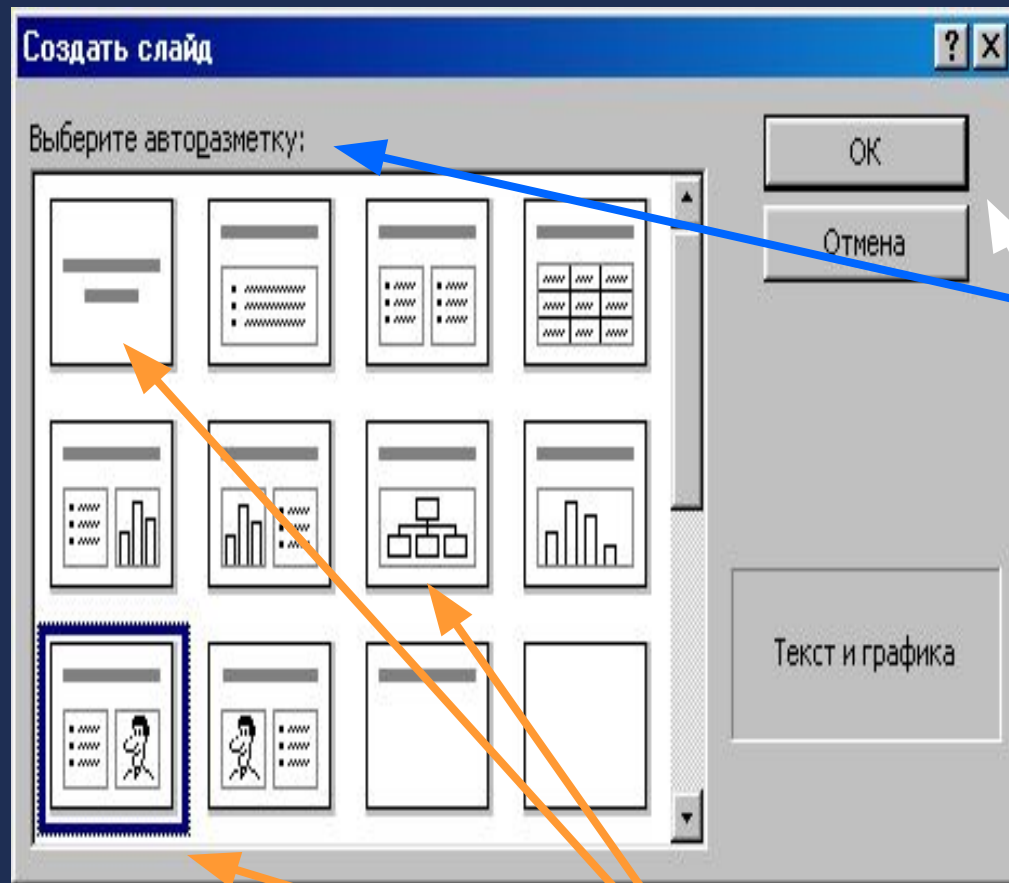 Создать слайд
Выберите авторазметку:
ОК
Отмена
Текст и графика